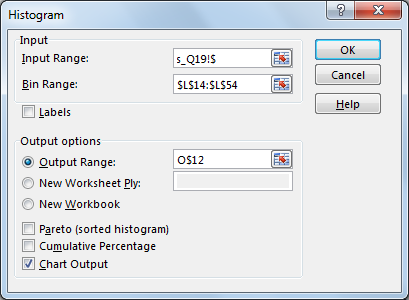 Histogram
Input
Input Range: s_Q19!$
Bin Range: $L$14:$L$54
Labels
Output options
Output Range: O$12
New Worksheet Ply:
New Workbook
Pareto (sorted histogram)
Cumulative Percentage
Chart Output
OK
Cancel
Help